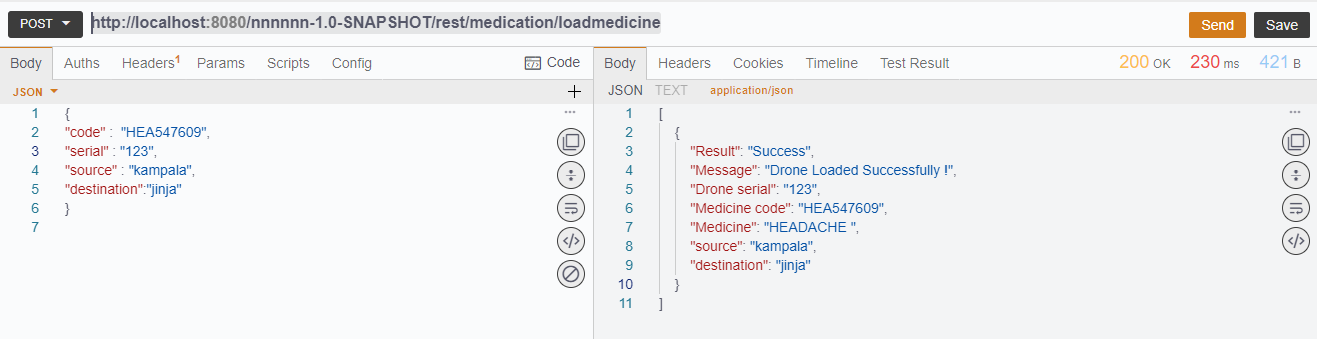 POST http://localhost:8080/nnnnnn-1.0-SNAPSHOT/rest/medication/loadmedicine Send Save
Body Auths Headers1 Params Scripts Config Code
JSON
1 {
2 "code" : "HEA547609",
3 "serial" : "123",
4 "source" : "kampala",
5 "destination":"jinja"
6 }
7
Body Headers Cookies Timeline Test Result 200 OK 230 ms 421 B
JSON TEXT application/json
1 [
2 {
3 "Result": "Success",
4 "Message": "Drone Loaded Successfully !",
5 "Drone serial": "123",
6 "Medicine code": "HEA547609",
7 "Medicine": "HEADACHE ",
8 "source": "kampala",
9 "destination": "jinja"
10 }
11 ]